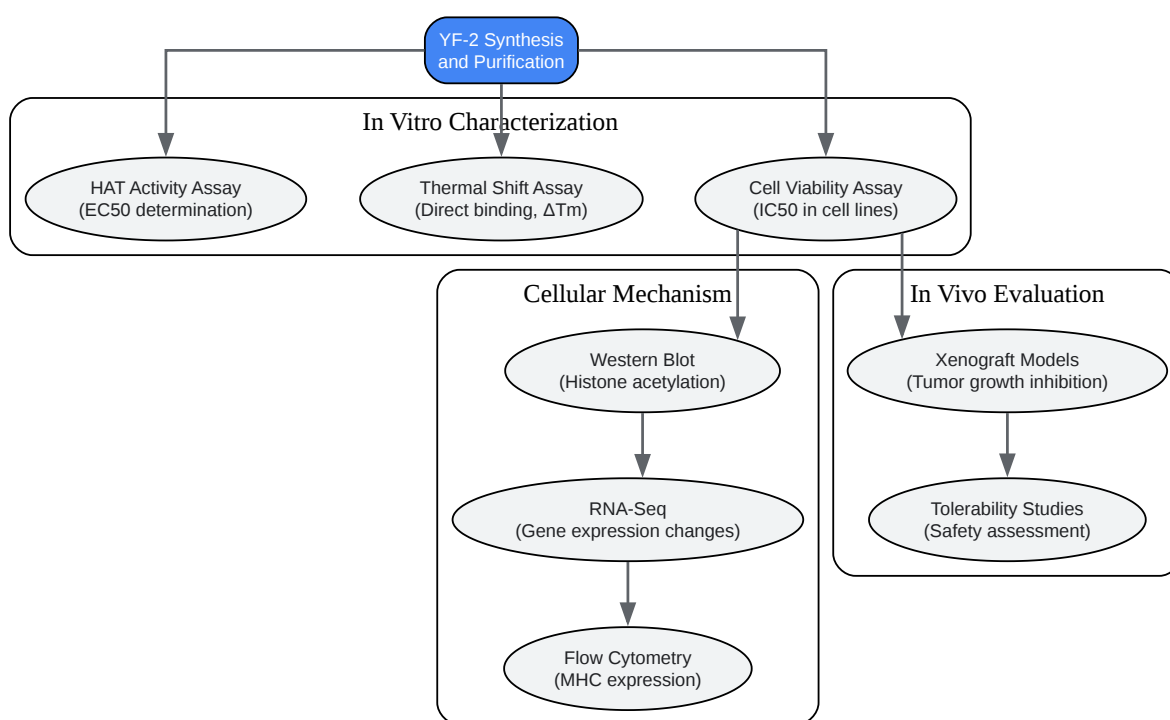 YF-2 Synthesis
and Purification
In Vitro Characterization
HAT Activity Assay
(EC50 determination)
Thermal Shift Assay
(Direct binding, ΔTm)
Cell Viability Assay
(IC50 in cell lines)
Cellular Mechanism
Western Blot
(Histone acetylation)
RNA-Seq
(Gene expression changes)
Flow Cytometry
(MHC expression)
In Vivo Evaluation
Xenograft Models
(Tumor growth inhibition)
Tolerability Studies
(Safety assessment)